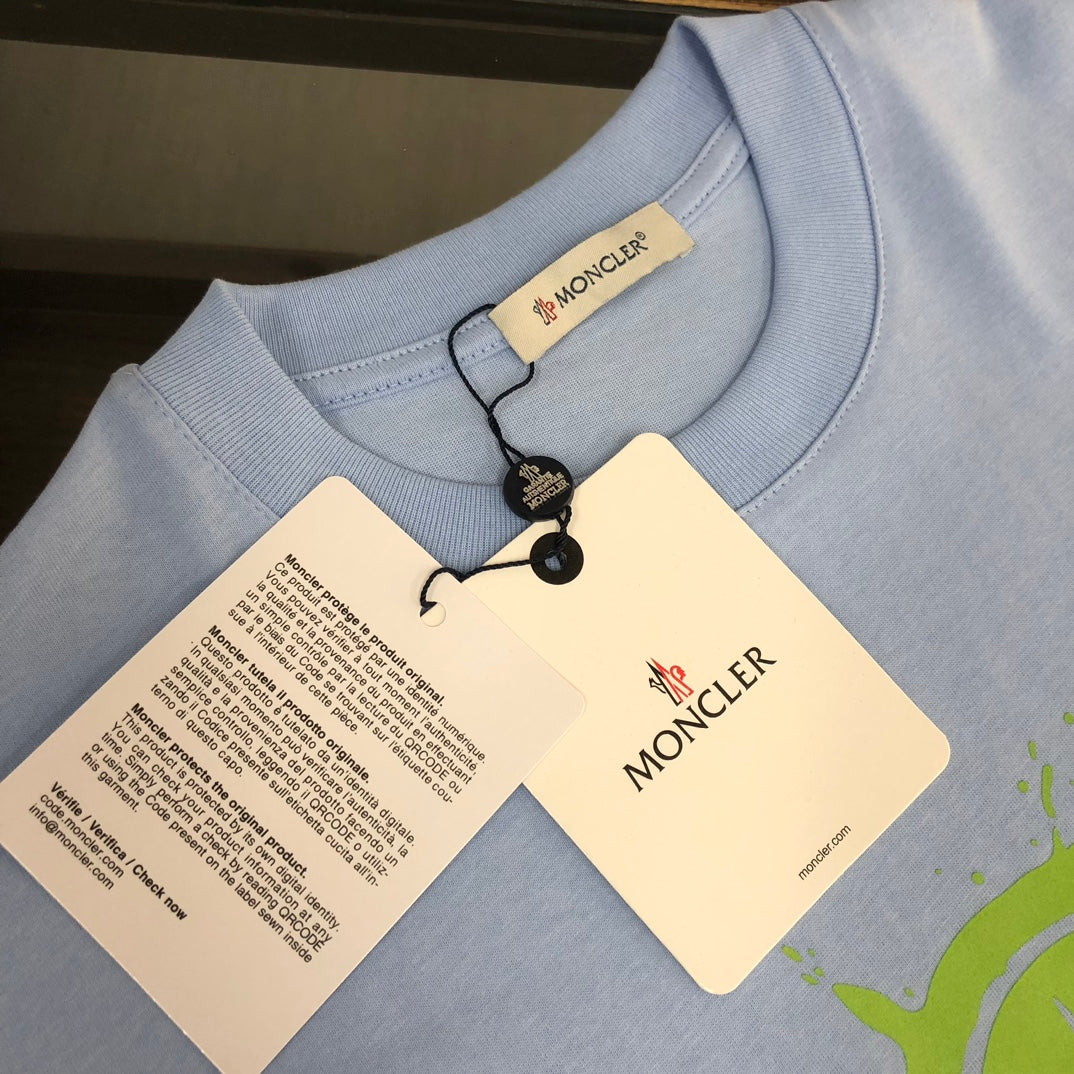 MONCLER®
GARANTIE
AUTHENTIQUE
MONCLER
Moncler protège le produit original.
Ce produit est protégé par une identité numérique.
Vous pouvez vérifier à tout moment l'authenticité,
la qualité et la provenance du produit en effectuant
un simple contrôle par la lecture du QRCODE ou
par le biais du Code se trouvant sur l'étiquette cou-
sue à l'intérieur de cette pièce.
Moncler tutela il prodotto originale.
Questo prodotto è tutelato da un'identità digitale.
In qualsiasi momento può verificare l'autenticità, la
qualità e la provenienza del prodotto facendo un
semplice controllo, leggendo il QRCODE o utiliz-
zando il Codice presente sull'etichetta cucita all'in-
terno di questo capo.
Moncler protects the original product.
This product is protected by its own digital identity.
You can check your product information at any
time. Simply perform a check by reading QRCODE
or using the Code present on the label sewn inside
this garment.
Vérifie / Verifica / Check now
code.moncler.com
info@moncler.com
MONCLER
moncler.com